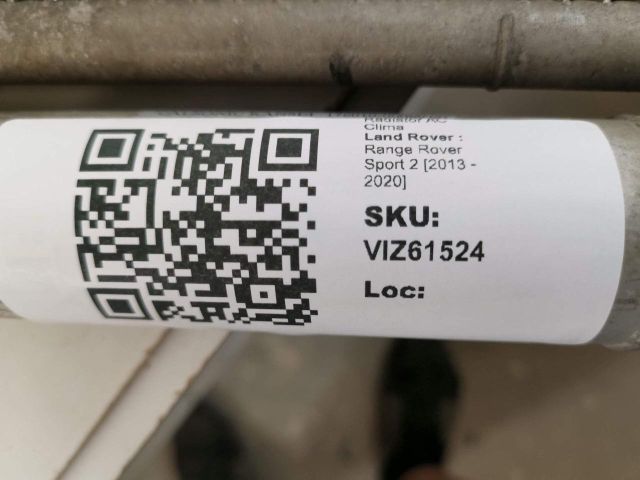 Radiator AC
Clima
Land Rover :
Range Rover
Sport 2 [2013 -
2020]
SKU:
VIZ61524
Loc: